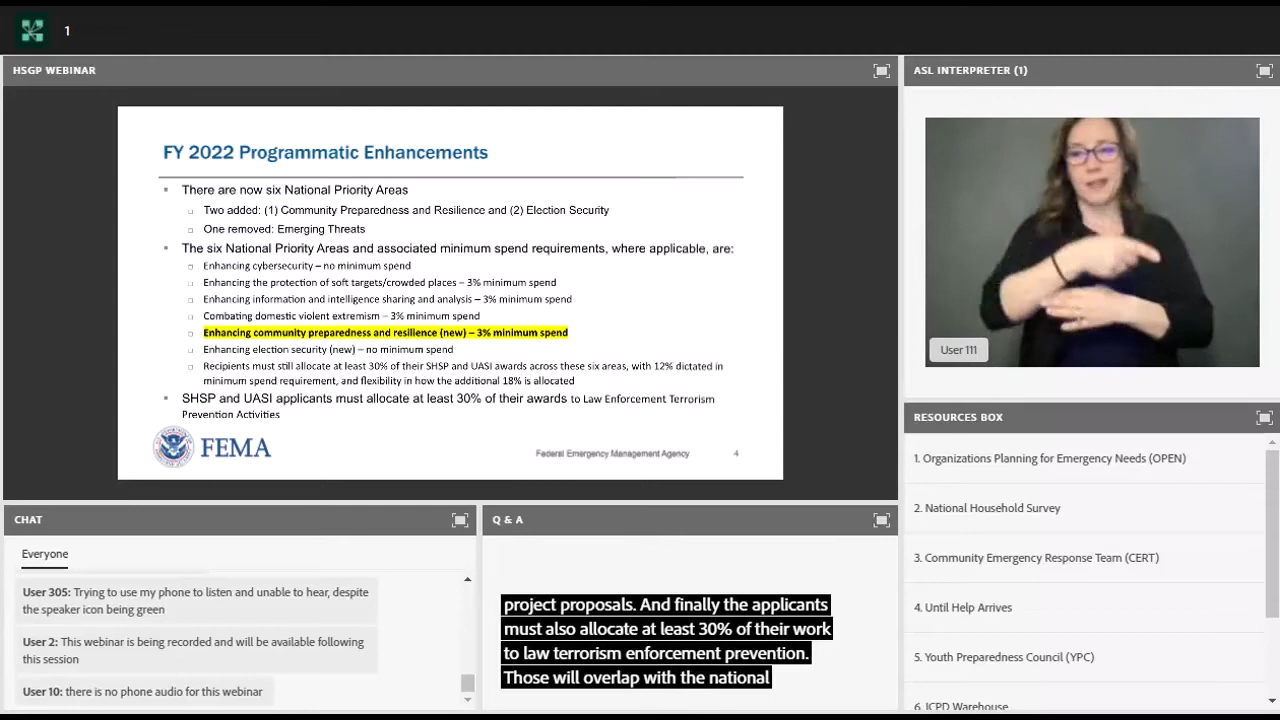 1
HSGP WEBINAR
FY 2022 Programmatic Enhancements
There are now six National Priority Areas
Two added: (1) Community Preparedness and Resilience and (2) Election Security
One removed: Emerging Threats
The six National Priority Areas and associated minimum spend requirements, where applicable, are:
Enhancing cybersecurity – no minimum spend
Enhancing the protection of soft targets/crowded places – 3% minimum spend
Enhancing information and intelligence sharing and analysis – 3% minimum spend
Combating domestic violent extremism – 3% minimum spend
Enhancing community preparedness and resilience (new) – 3% minimum spend
Enhancing election security (new) – no minimum spend
Recipients must still allocate at least 30% of their SHSP and UASI awards across these six areas, with 12% dictated in
minimum spend requirement, and flexibility in how the additional 18% is allocated
SHSP and UASI applicants must allocate at least 30% of their awards to Law Enforcement Terrorism
Prevention Activities
FEMA
Federal Emergency Management Agency 4
ASL INTERPRETER (1)
User 111
RESOURCES BOX
1. Organizations Planning for Emergency Needs (OPEN)
2. National Household Survey
3. Community Emergency Response Team (CERT)
4. Until Help Arrives
5. Youth Preparedness Council (YPC)
6. ICPD Warehouse
CHAT
Everyone
User 305: Trying to use my phone to listen and unable to hear, despite
the speaker icon being green
User 2: This webinar is being recorded and will be available following
this session
User 10: there is no phone audio for this webinar
Q & A
project proposals. And finally the applicants
must also allocate at least 30% of their work
to law terrorism enforcement prevention.
Those will overlap with the national